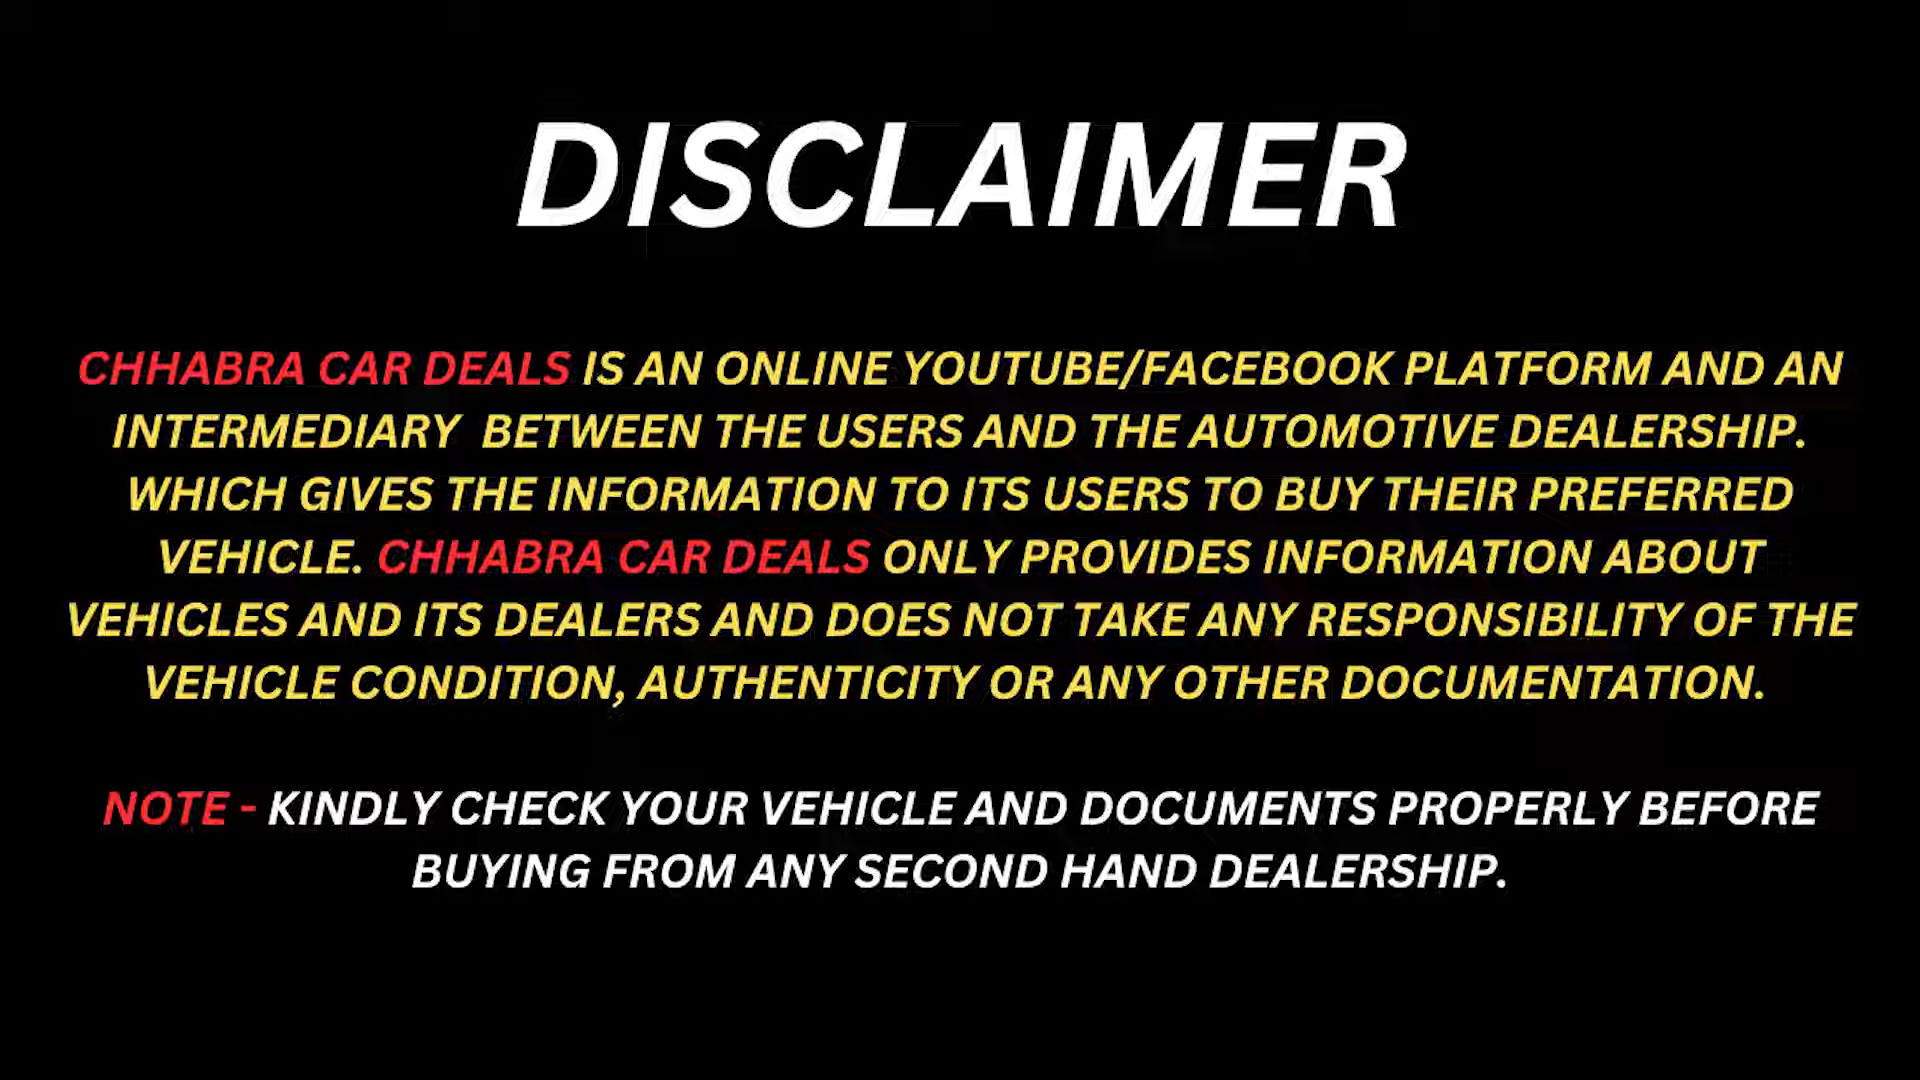 DISCLAIMER
CHHABRA CAR DEALS IS AN ONLINE YOUTUBE/FACEBOOK PLATFORM AND AN
INTERMEDIARY BETWEEN THE USERS AND THE AUTOMOTIVE DEALERSHIP.
WHICH GIVES THE INFORMATION TO ITS USERS TO BUY THEIR PREFERRED
VEHICLE. CHHABRA CAR DEALS ONLY PROVIDES INFORMATION ABOUT
VEHICLES AND ITS DEALERS AND DOES NOT TAKE ANY RESPONSIBILITY OF THE
VEHICLE CONDITION, AUTHENTICITY OR ANY OTHER DOCUMENTATION.
NOTE - KINDLY CHECK YOUR VEHICLE AND DOCUMENTS PROPERLY BEFORE
BUYING FROM ANY SECOND HAND DEALERSHIP.